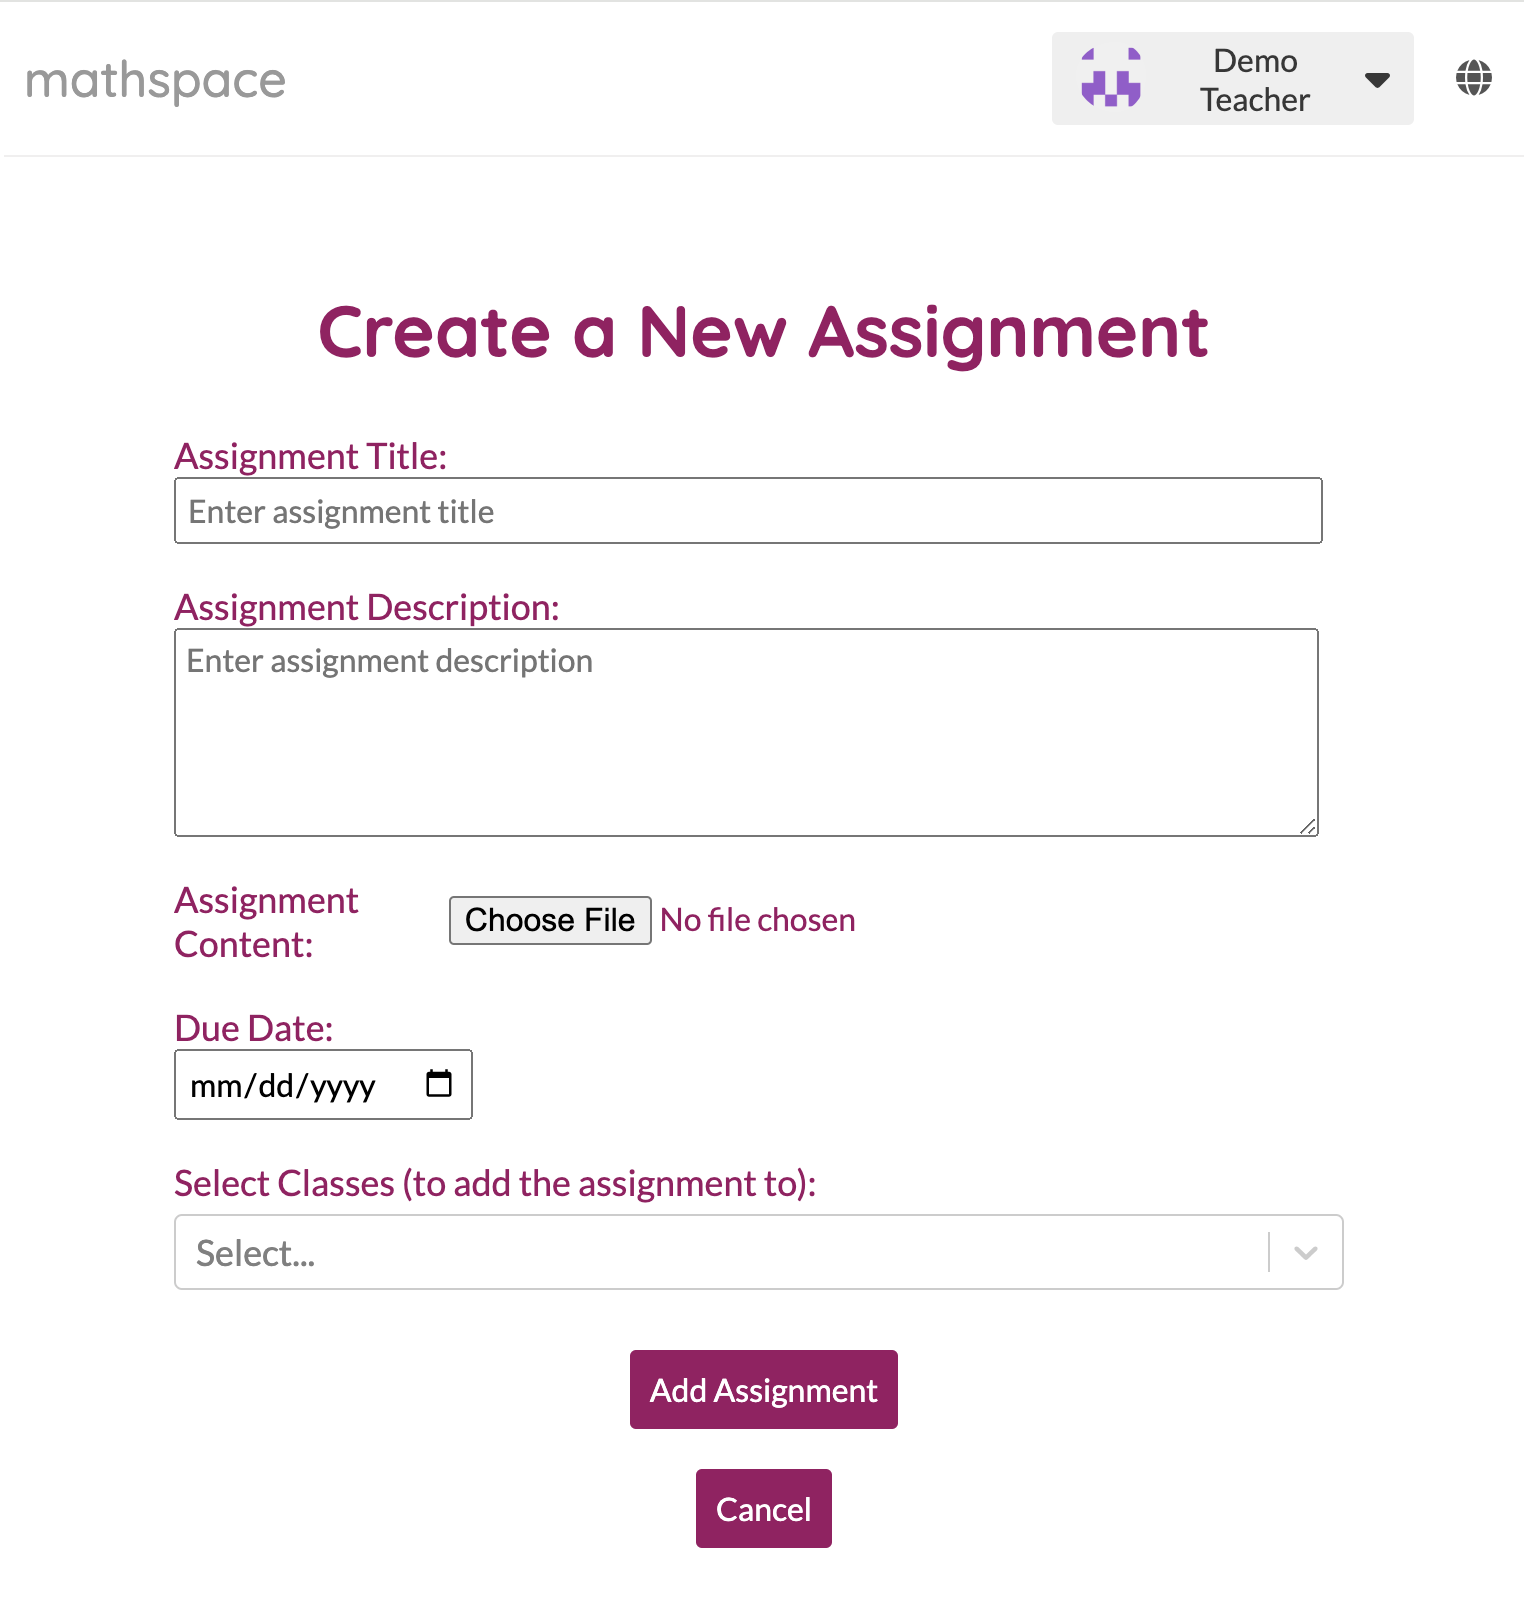 mathspace
Demo
Teacher
Create a New Assignment
Assignment Title:
Enter assignment title
Assignment Description:
Enter assignment description
Assignment
Content:
Choose File No file chosen
Due Date:
mm/dd/yyyy
Select Classes (to add the assignment to):
Select...
Add Assignment
Cancel